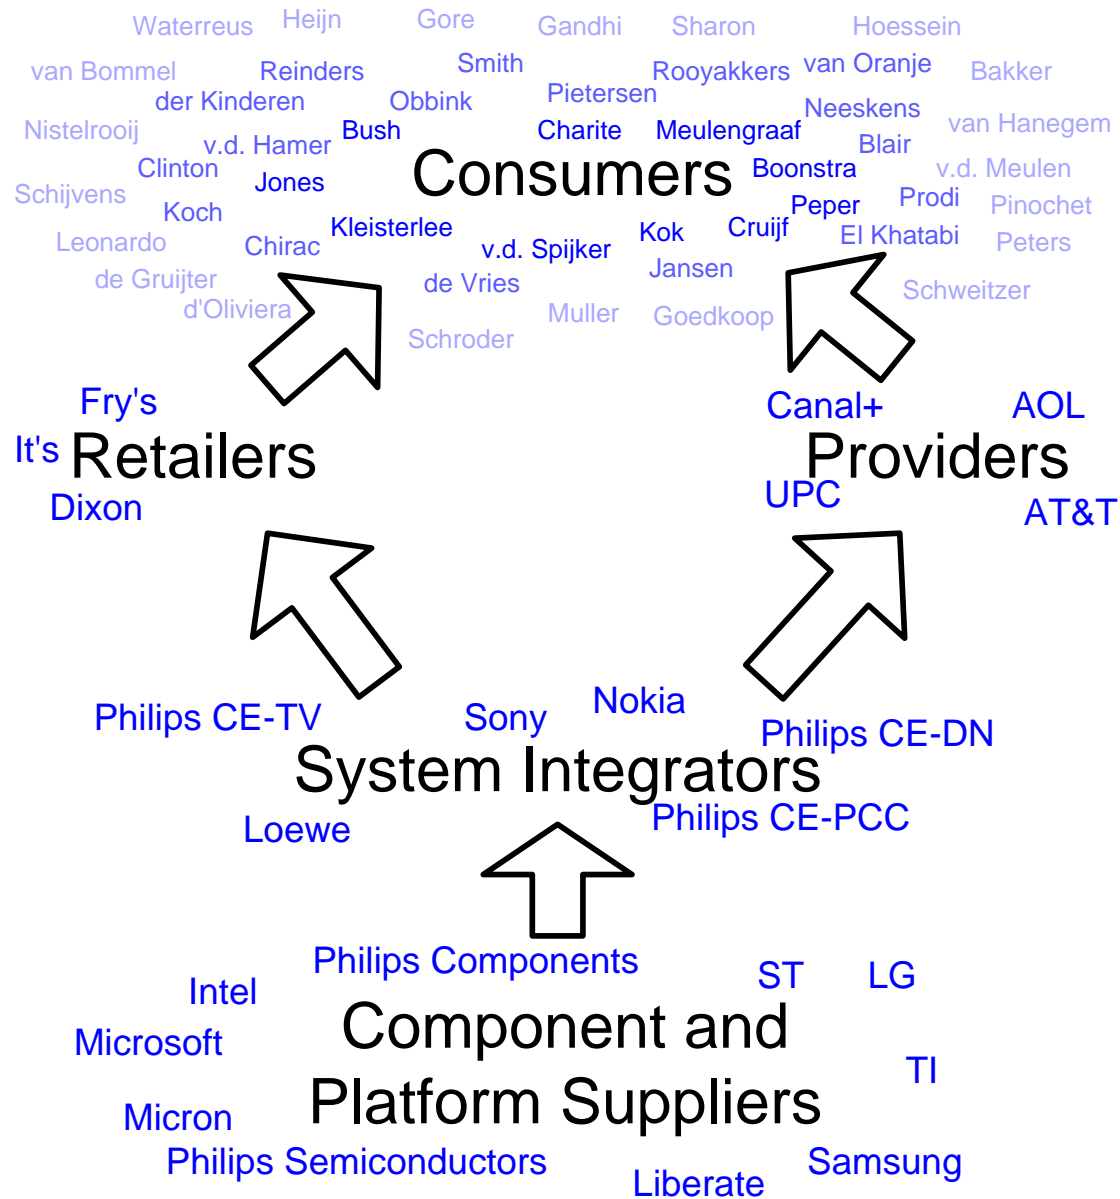 Waterreus Heijn Gore Gandhi Sharon Hoessein
van Bommel Reinders Smith Rooyakkers van Oranje Bakker
der Kinderen Obbink Pietersen Neeskens
Nistelrooij v.d. Hamer Bush Charite Meulengraaf Blair van Hanegem
Clinton Jones Consumers Boonstra v.d. Meulen
Schijvens Koch Peper Prodi Pinochet
Leonardo Chirac Kleisterlee v.d. Spijker Kok Cruijf El Khatabi Peters
de Gruijter de Vries Jansen Schweitzer
d'Oliviera Schroder Muller Goedkoop
Fry's
It's Retailers
Dixon
Canal+ AOL
Providers
UPC AT&T
Philips CE-TV Sony Nokia Philips CE-DN
System Integrators
Loewe Philips CE-PCC
Philips Components ST LG
Intel
Component and
Microsoft TI
Platform Suppliers
Micron
Philips Semiconductors Liberate Samsung